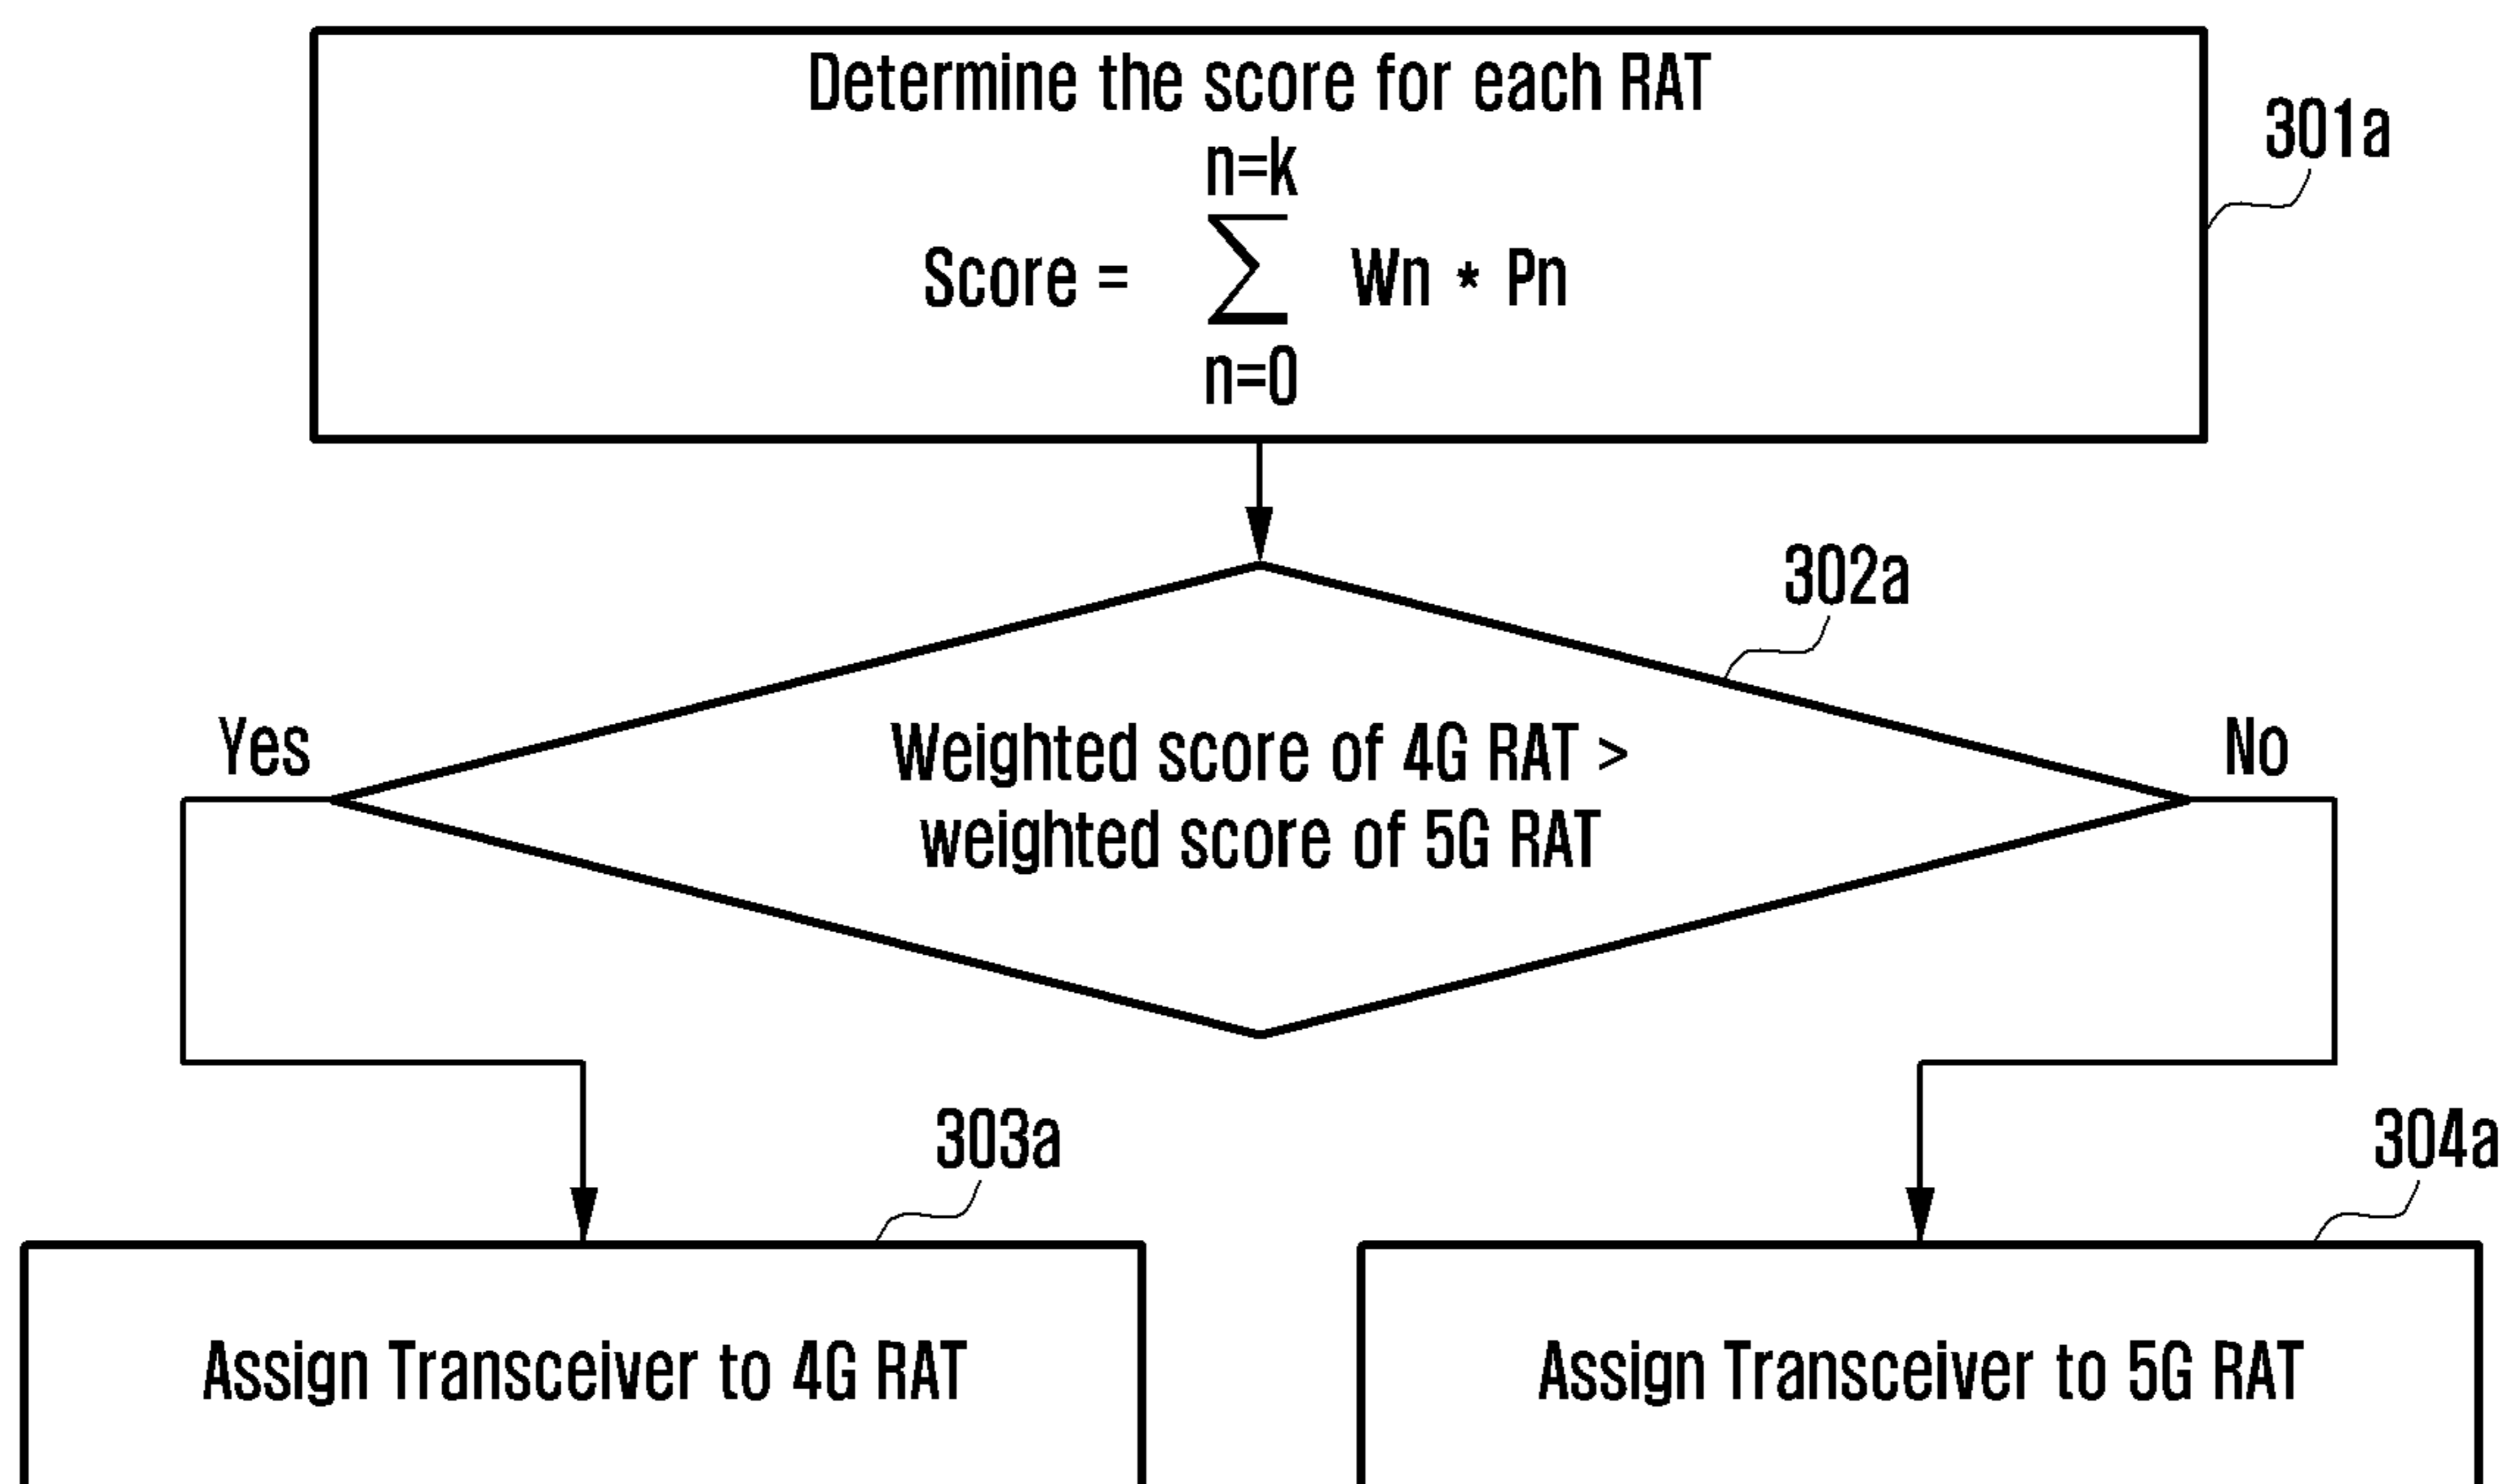 Determine the score for each RAT
n=k
Score = ∑ Wn * Pn
n=0
301a
302a
Yes
No
Weighted score of 4G RAT >
weighted score of 5G RAT
303a
304a
Assign Transceiver to 4G RAT
Assign Transceiver to 5G RAT